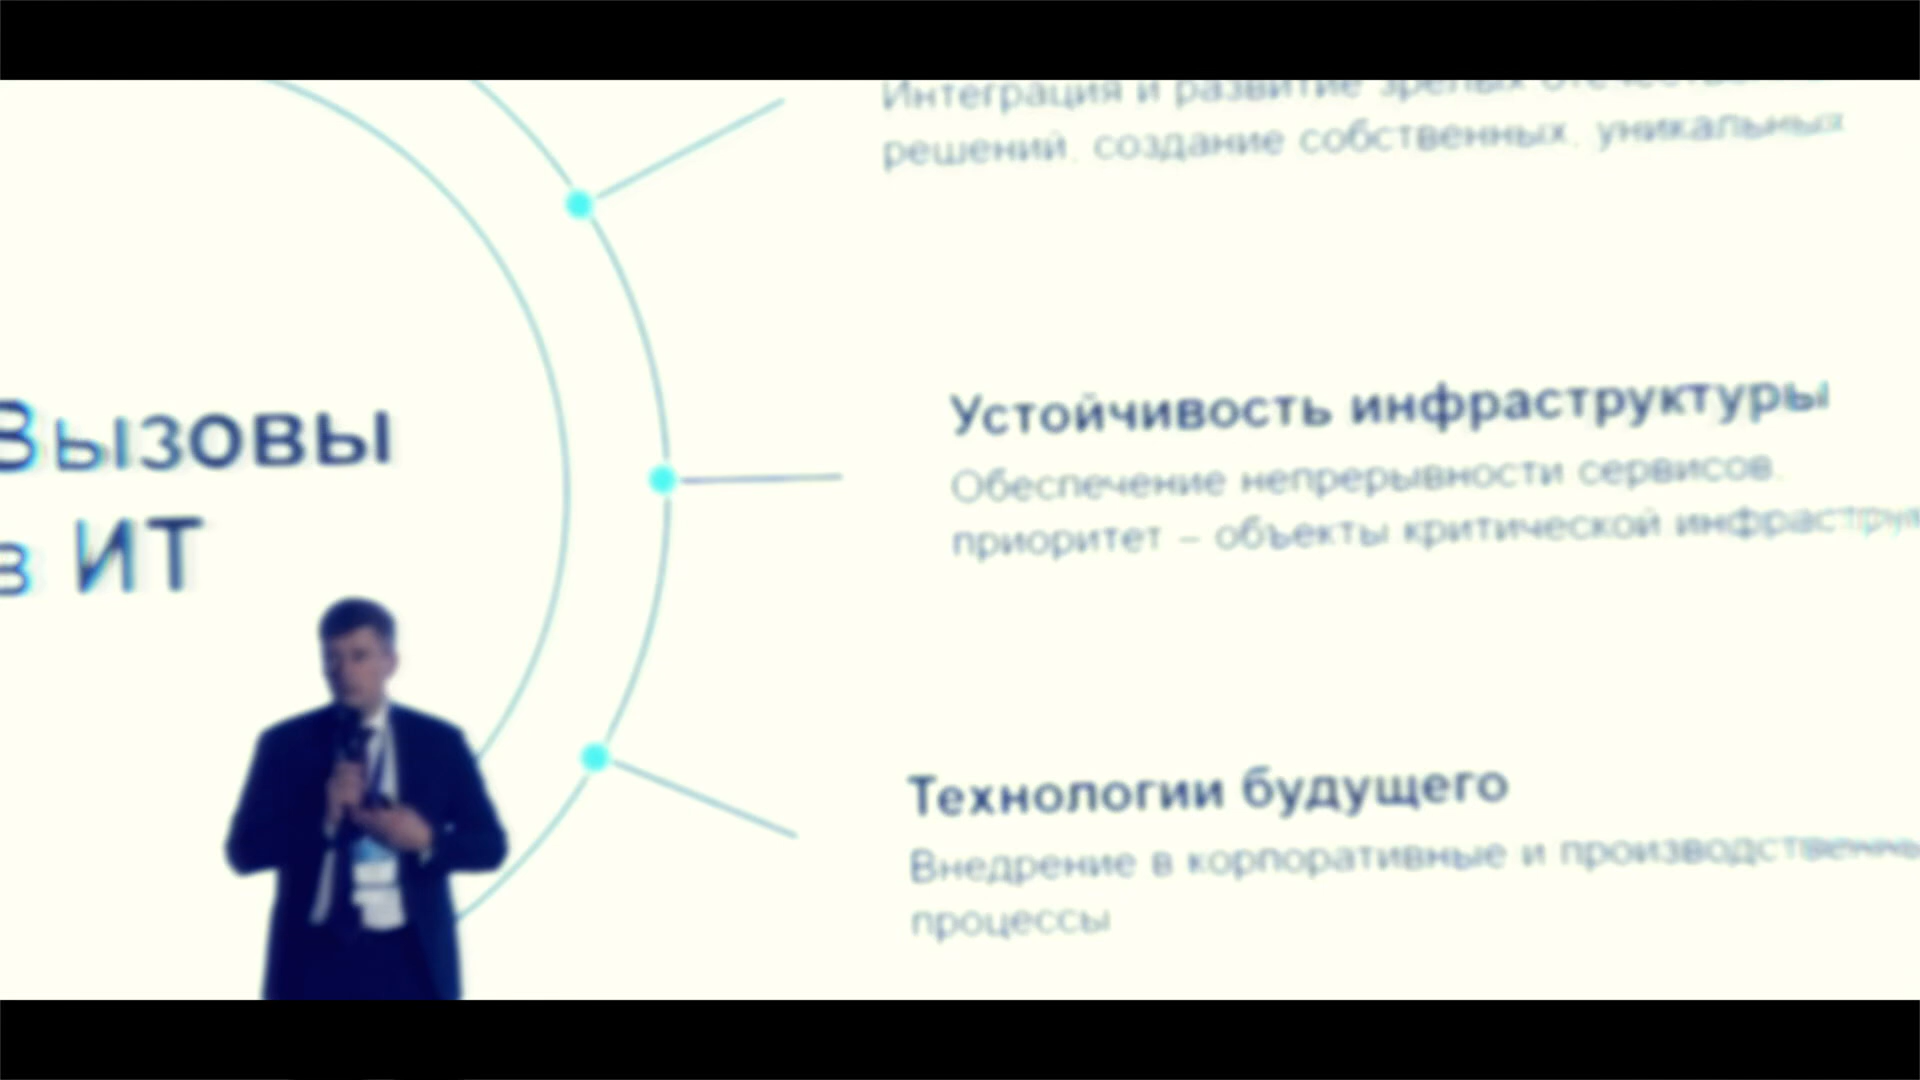 Вызовы
в ИТ
Интеграция и развитие зрелых
решений, создание собственных, уникальных
Устойчивость инфраструктуры
Обеспечение непрерывности сервисов,
приоритет – объекты критической
Технологии будущего
Внедрение в корпоративные и
процессы